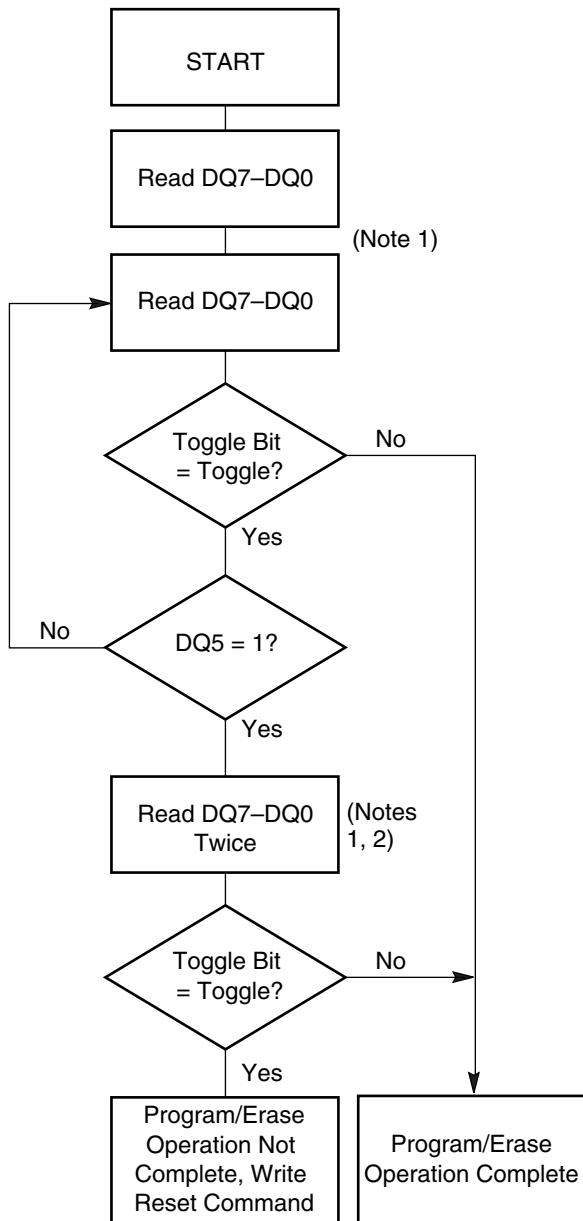 START
Read DQ7–DQ0
(Note 1)
Read DQ7–DQ0
Toggle Bit
= Toggle?
No
Yes
No
DQ5 = 1?
Yes
Read DQ7–DQ0
Twice
(Notes
1, 2)
Toggle Bit
= Toggle?
No
Yes
Program/Erase
Operation Not
Complete, Write
Reset Command
Program/Erase
Operation Complete